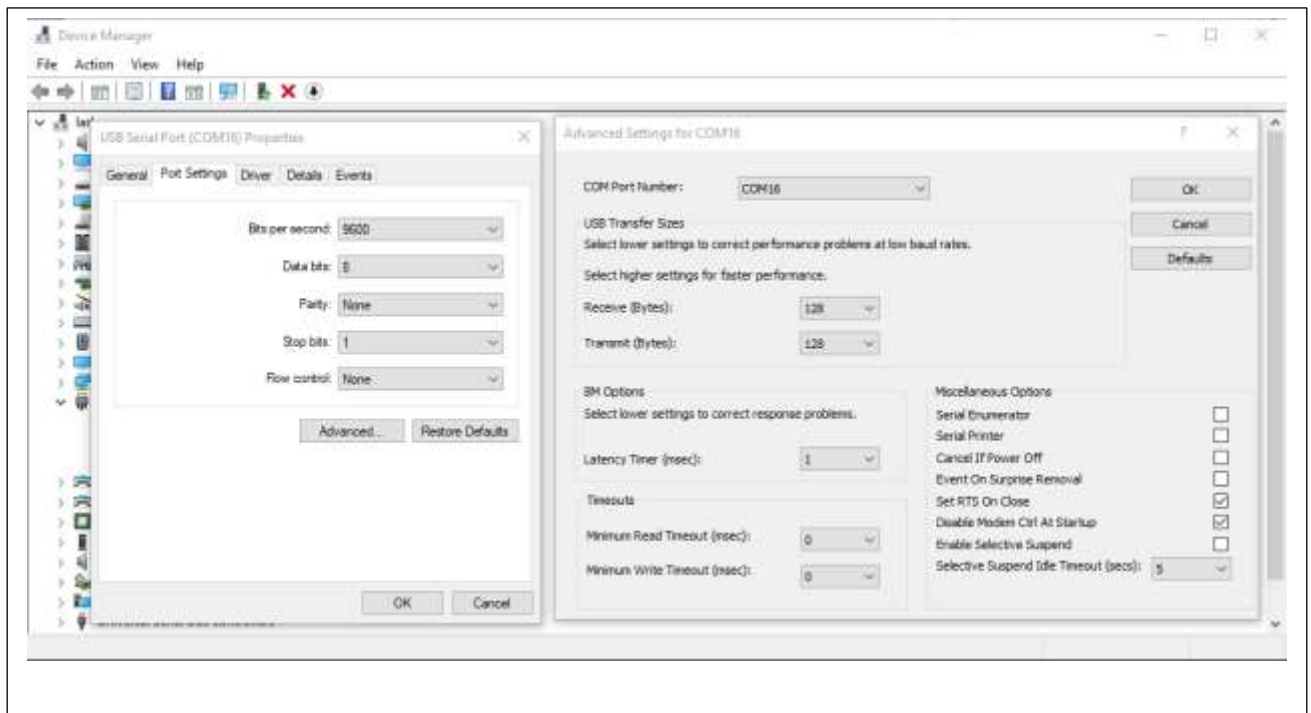 Device Manager
File Action View Help
USB Serial Port (COM16) Properties
General Port Settings Driver Details Events
Bits per second: 9600
Data bits: 8
Parity: None
Stop bits: 1
Flow control: None
Advanced... Restore Defaults
OK Cancel
Advanced Settings for COM16
? 
COM Port Number: COM16
OK
Cancel
Defaults
USB Transfer Sizes
Select lower settings to correct performance problems at low baud rates.
Select higher settings for faster performance.
Receive (Bytes): 128
Transmit (Bytes): 128
BM Options
Select lower settings to correct response problems.
Latency Timer (msec): 1
Timeouts
Minimum Read Timeout (msec): 0
Minimum Write Timeout (msec): 0
Miscellaneous Options
Serial Enumerator
Serial Printer
Cancel If Power Off
Event On Surprise Removal
Set RTS On Close
Disable Modem Ctrl At Startup
Enable Selective Suspend
Selective Suspend Idle Timeout (secs): 5